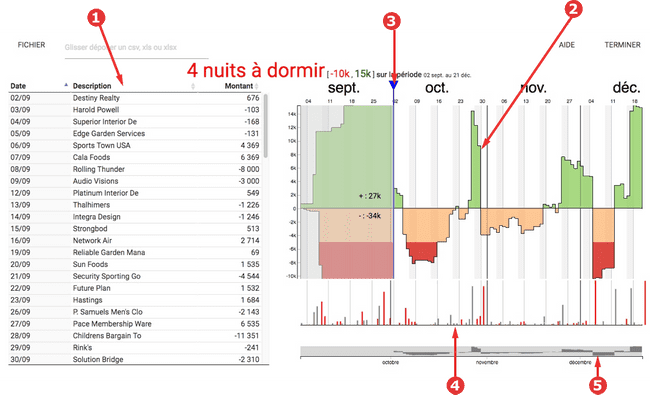 1
2
3
FICHIER
Glisser déposer un csv, xls ou xlsx
AIDE
TERMINER
4 nuits à dormir [ -10k, 15k ] sur la période 02 sept. au 21 déc.
Date Description Montant
02/09 Destiny Realty 676
03/09 Harold Powell -103
04/09 Superior Interior De -168
05/09 Edge Garden Services -131
06/09 Sports Town USA 4 369
07/09 Cala Foods 6 369
08/09 Rolling Thunder -8 000
09/09 Audio Visions -3 000
12/09 Platinum Interior De 549
13/09 Thalhimers -1 226
14/09 Integra Design -1 246
15/09 Strongbod 513
16/09 Network Air 2 714
19/09 Reliable Garden Mana 69
20/09 Sun Foods 1 535
21/09 Security Sporting Go -4 544
22/09 Future Plan 1 532
23/09 Hastings 1 684
26/09 P. Samuels Men's Clo -2 143
27/09 Pace Membership Ware 6 535
28/09 Childrens Bargain To -11 351
29/09 Rink's -241
30/09 Solution Bridge -2 310
sept. oct. nov. déc.
04 11 18 25 02 09 16 23 30 06 13 20 27 04 11 18
14k
12k
10k
8k
6k
4k
2k
0k
-2k
-4k
-6k
-8k
-10k
+ : 27k
- : -34k
octobre novembre décembre
4
5